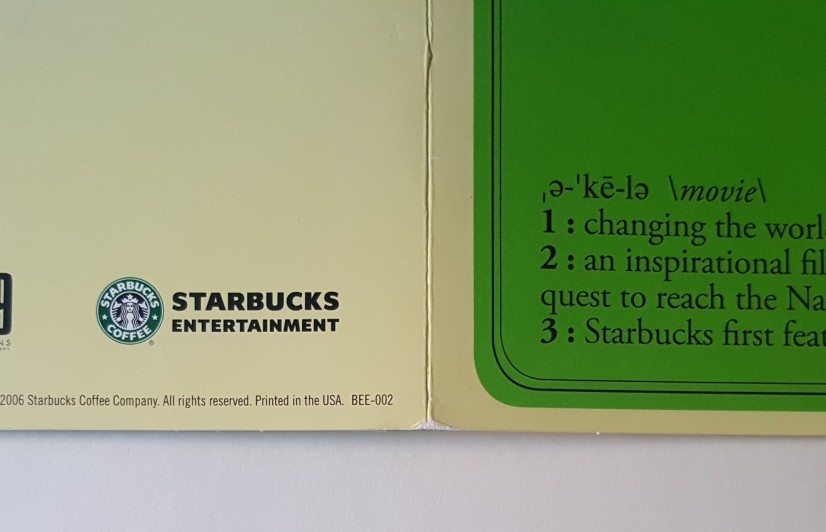 STARBUCKS
COFFEE
®
STARBUCKS
ENTERTAINMENT
2006 Starbucks Coffee Company. All rights reserved. Printed in the USA. BEE-002
ˌə-ˈkē-lə \movie\
1 : changing the worl
2 : an inspirational fil
quest to reach the Na
3 : Starbucks first feat